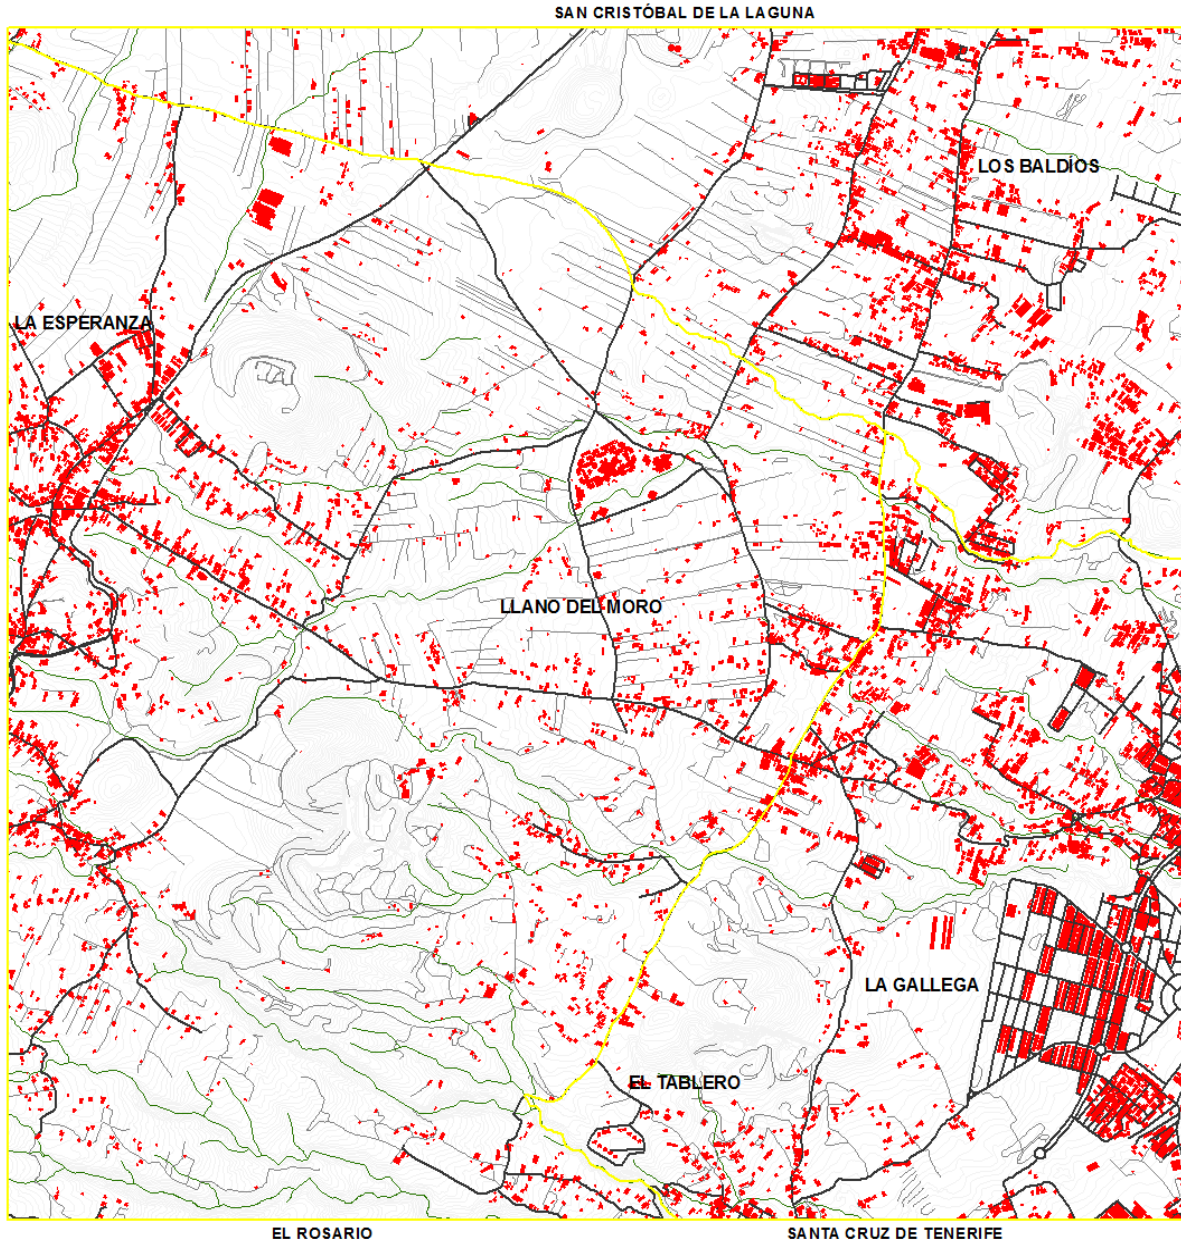 SAN CRISTÓBAL DE LA LAGUNA
LOS BALDÍOS
LA ESPERANZA
LLANO DEL MORO
LA GALLEGA
EL TABLERO
EL ROSARIO
SANTA CRUZ DE TENERIFE